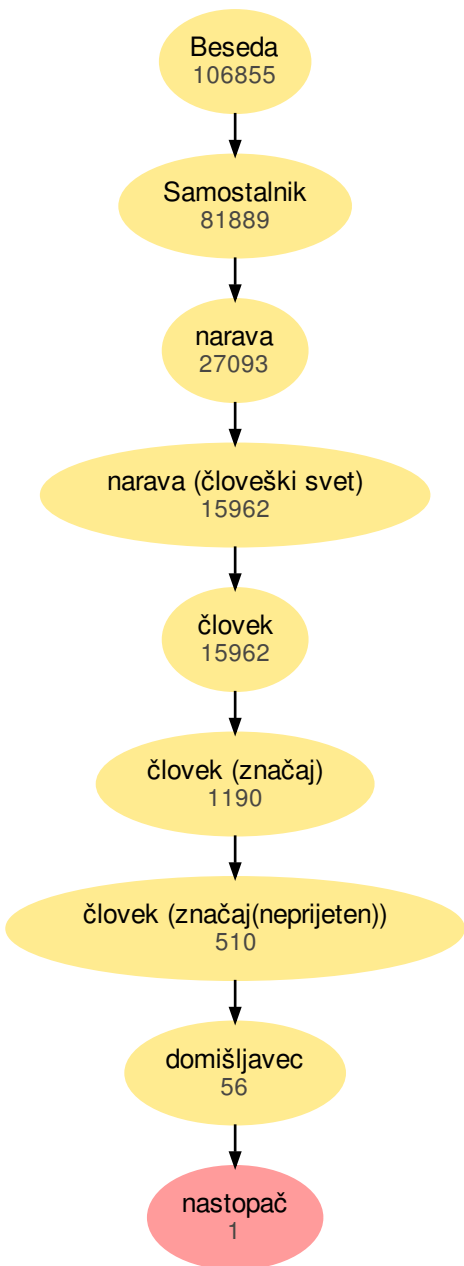 Beseda
106855
Samostalnik
81889
narava
27093
narava (človeški svet)
15962
človek
15962
človek (značaj)
1190
človek (značaj(neprijeten))
510
domišljavec
56
nastopač
1